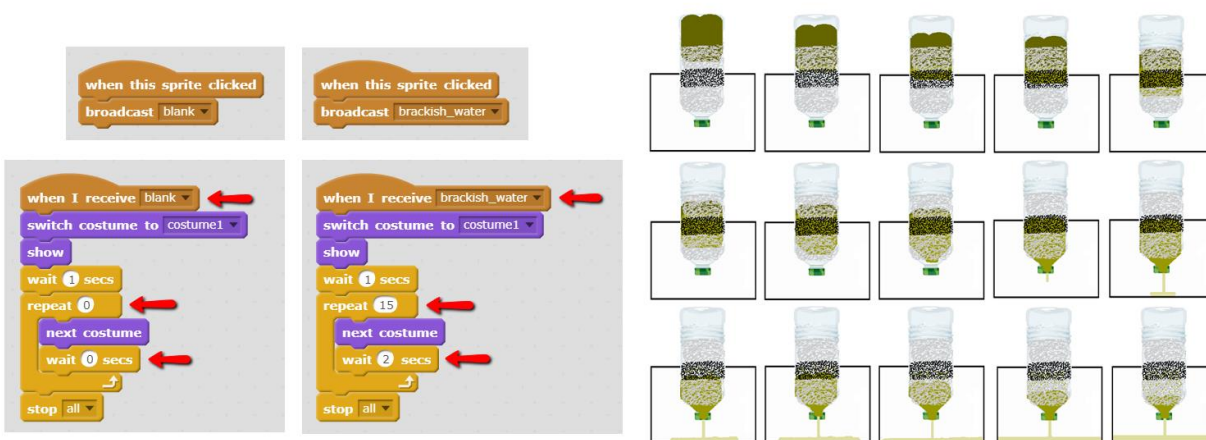 when this sprite clicked
broadcast blank
when this sprite clicked
broadcast brackish_water
when I receive blank
switch costume to costume1
show
wait 1 secs
repeat 0
next costume
wait 0 secs
stop all
when I receive brackish_water
switch costume to costume1
show
wait 1 secs
repeat 15
next costume
wait 2 secs
stop all